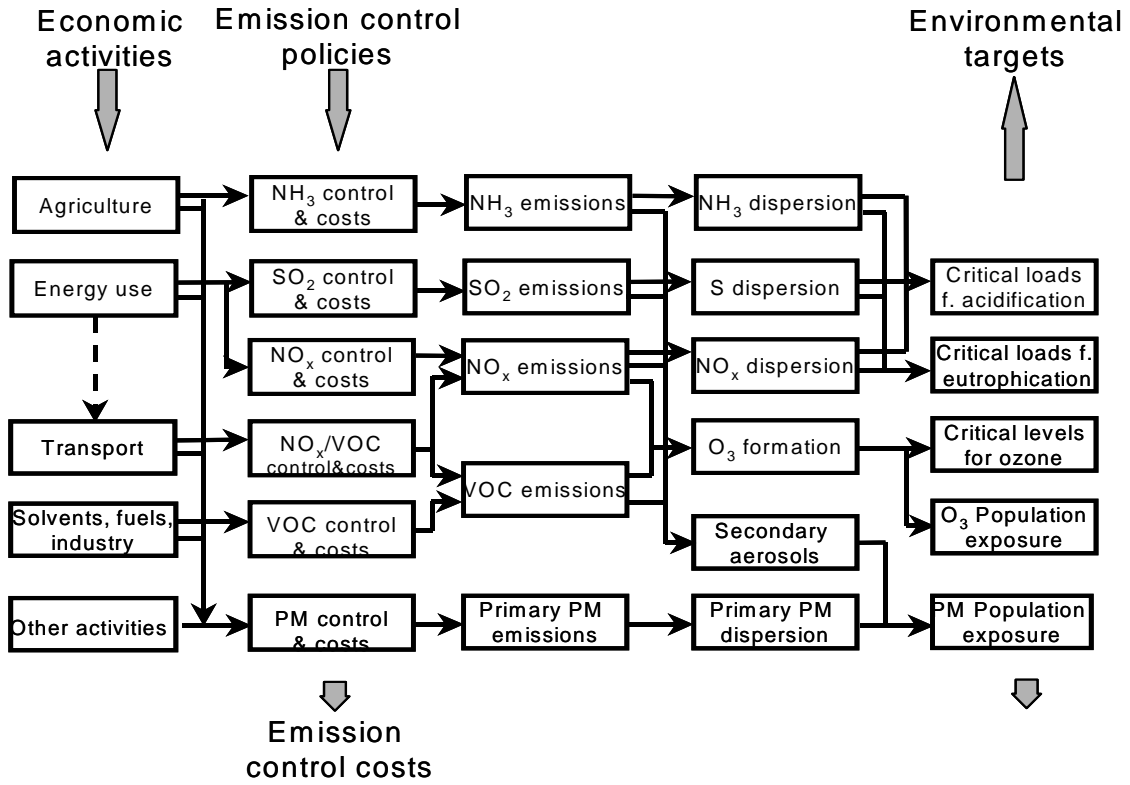 Economic
activities
Emission control
policies
Environmental
targets
Agriculture
NH₃ control
& costs
NH₃ emissions
NH₃ dispersion
Energy use
SO₂ control
& costs
SO₂ emissions
S dispersion
Critical loads
f. acidification
NOₓ control
& costs
NOₓ emissions
NOₓ dispersion
Critical loads f.
eutrophication
Transport
NOₓ/VOC
control&costs
VOC emissions
O₃ formation
Critical levels
for ozone
Solvents, fuels,
industry
VOC control
& costs
Secondary
aerosols
O₃ Population
exposure
Other activities
PM control
& costs
Primary PM
emissions
Primary PM
dispersion
PM Population
exposure
Emission
control costs